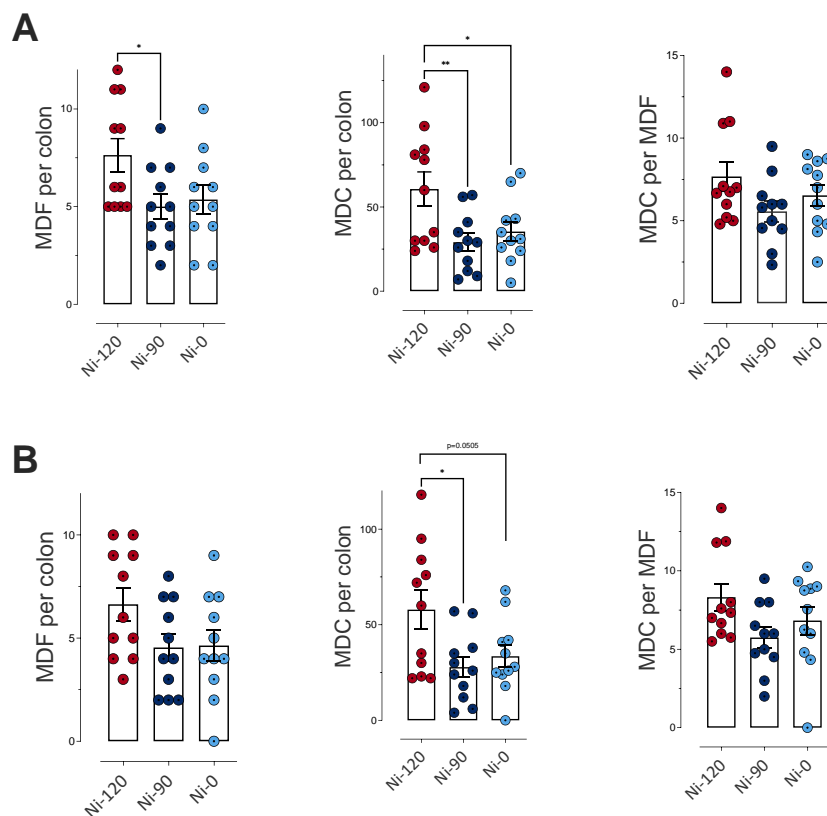 A
*
MDF per colon
10
5
0
Ni-120
Ni-90
Ni-0
*
**
MDC per colon
100
50
0
Ni-120
Ni-90
Ni-0
MDC per MDF
15
10
5
0
Ni-120
Ni-90
Ni-0
B
MDF per colon
10
5
0
Ni-120
Ni-90
Ni-0
p=0.0505
*
MDC per colon
100
50
0
Ni-120
Ni-90
Ni-0
MDC per MDF
15
10
5
0
Ni-120
Ni-90
Ni-0